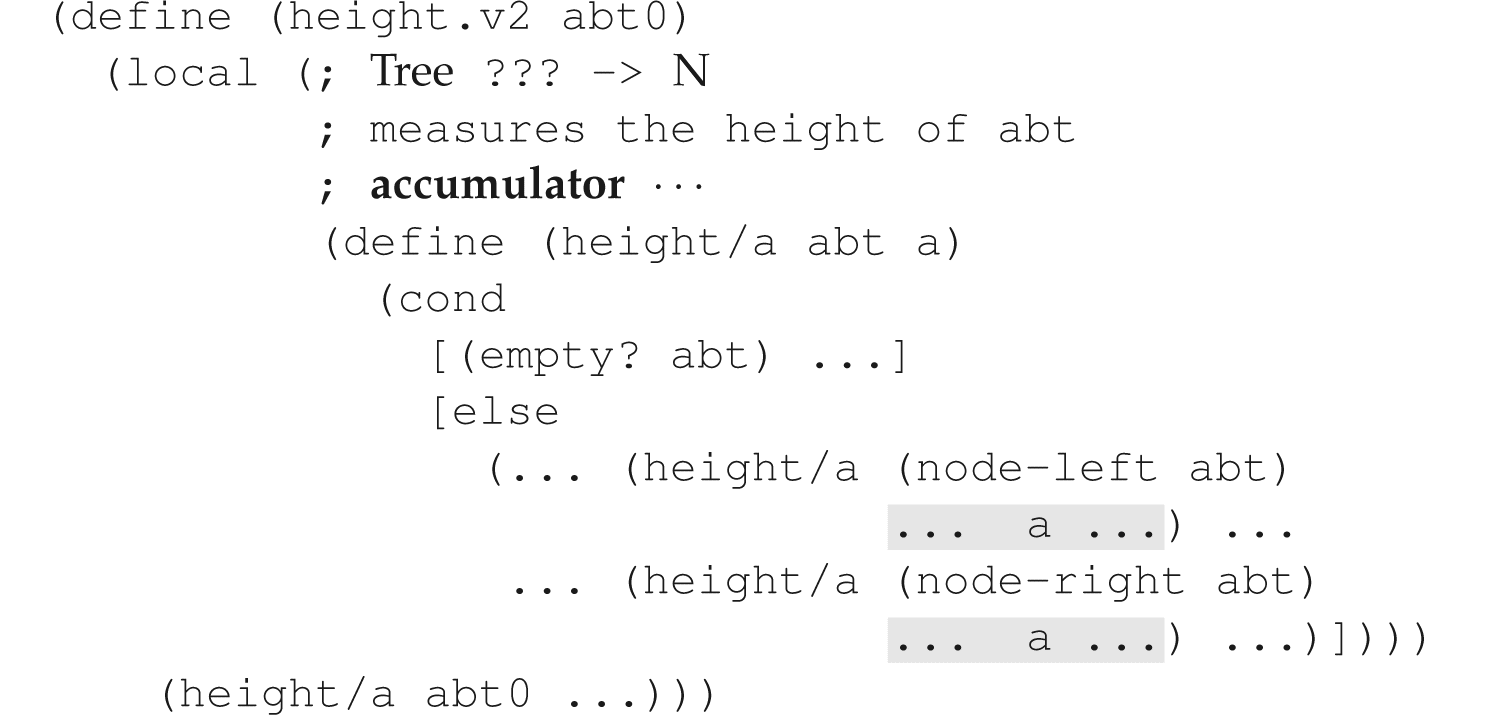 (define (height.v2 abt0)
  (local (; Tree ??? -> N
          ; measures the height of abt
          ; accumulator ...
          (define (height/a abt a)
            (cond
              [(empty? abt) ...]
              [else
                (... (height/a (node-left abt)
                               ... a ...) ...
                 ... (height/a (node-right abt)
                               ... a ...) ...)])))
    (height/a abt0 ...)))